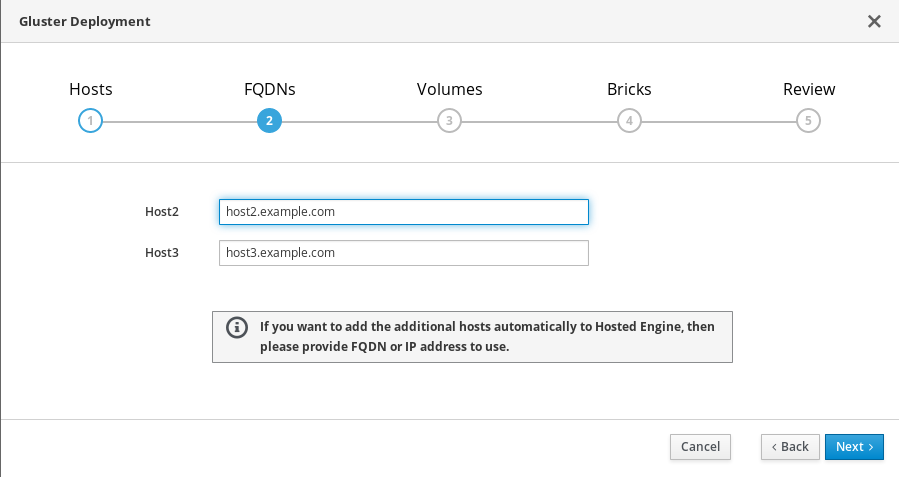 Gluster Deployment
Hosts FQDNs Volumes Bricks Review
1 2 3 4 5
Host2 host2.example.com
Host3 host3.example.com
If you want to add the additional hosts automatically to Hosted Engine, then
please provide FQDN or IP address to use.
Cancel < Back Next >